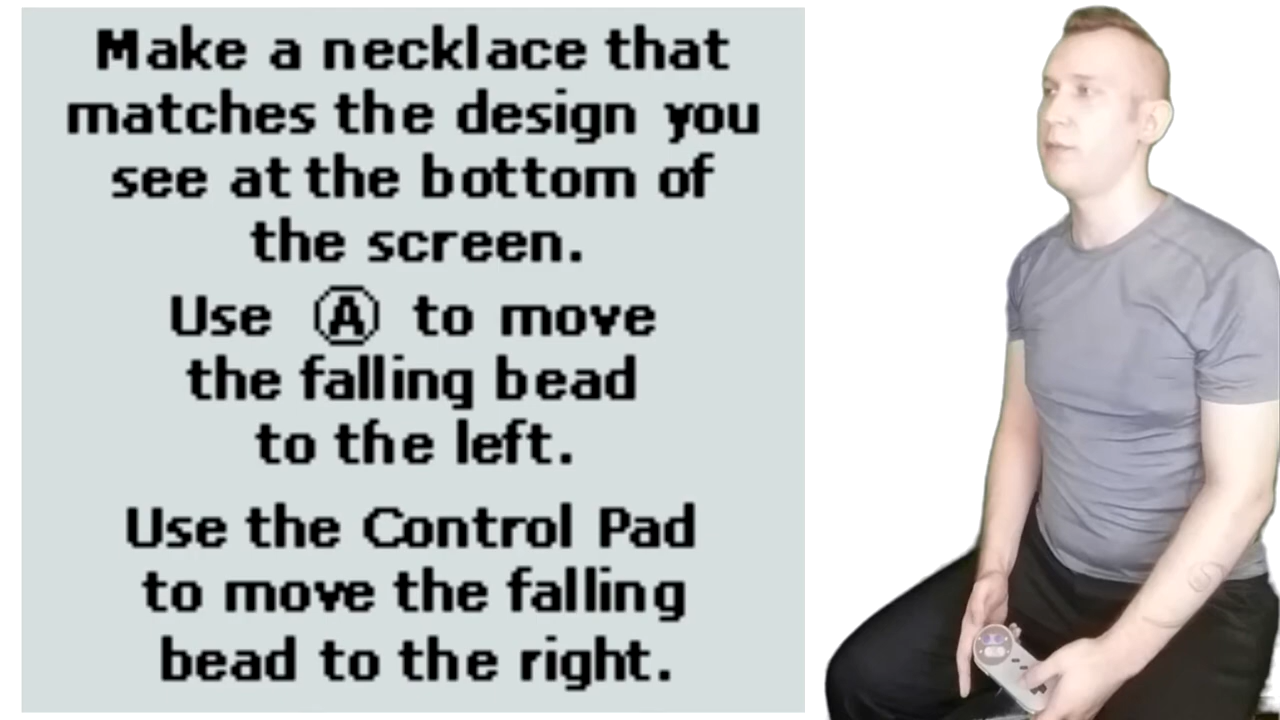 Make a necklace that
matches the design you
see at the bottom of
the screen.
Use Ⓐ to move
the falling bead
to the left.
Use the Control Pad
to move the falling
bead to the right.